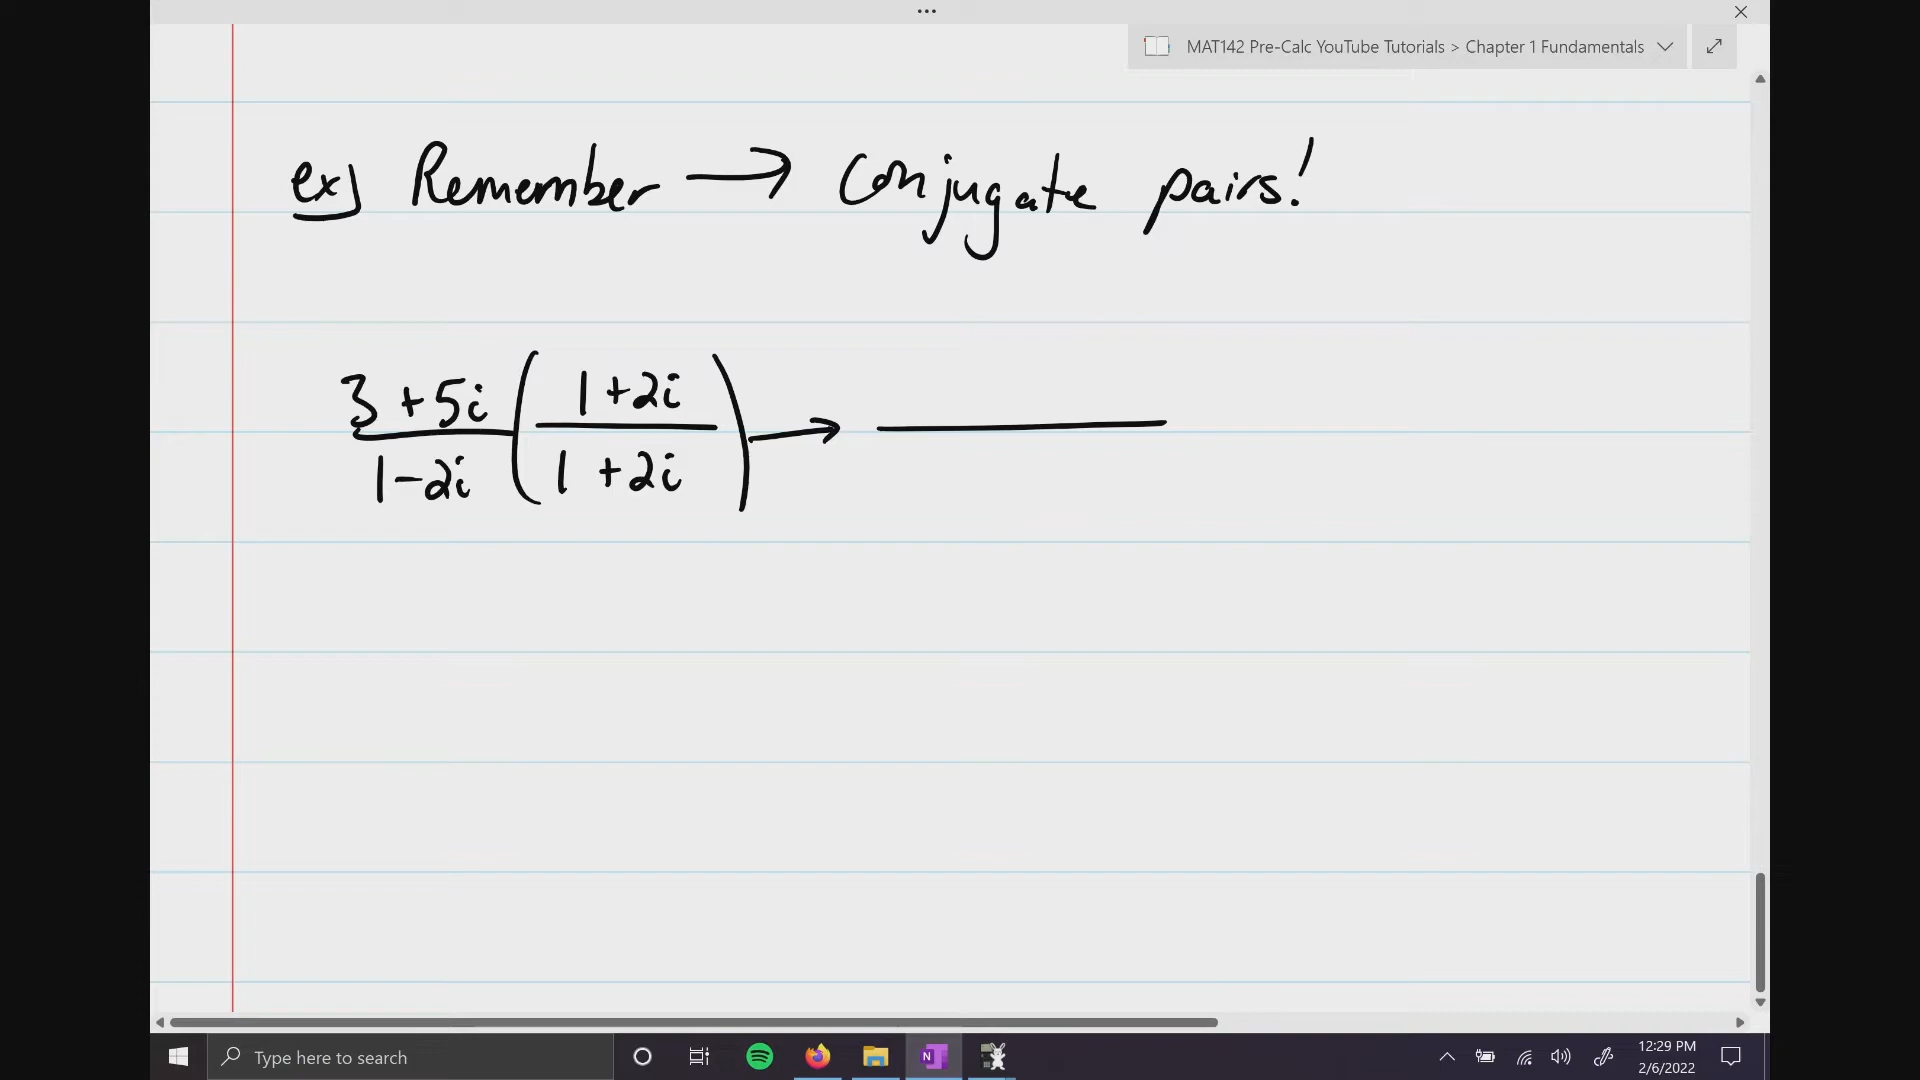 ...
MAT142 Pre-Calc YouTube Tutorials > Chapter 1 Fundamentals
ex) Remember → Conjugate pairs!
3 + 5i ( 1 + 2i ) →
1 - 2i ( 1 + 2i )
Type here to search
N
12:29 PM
2/6/2022